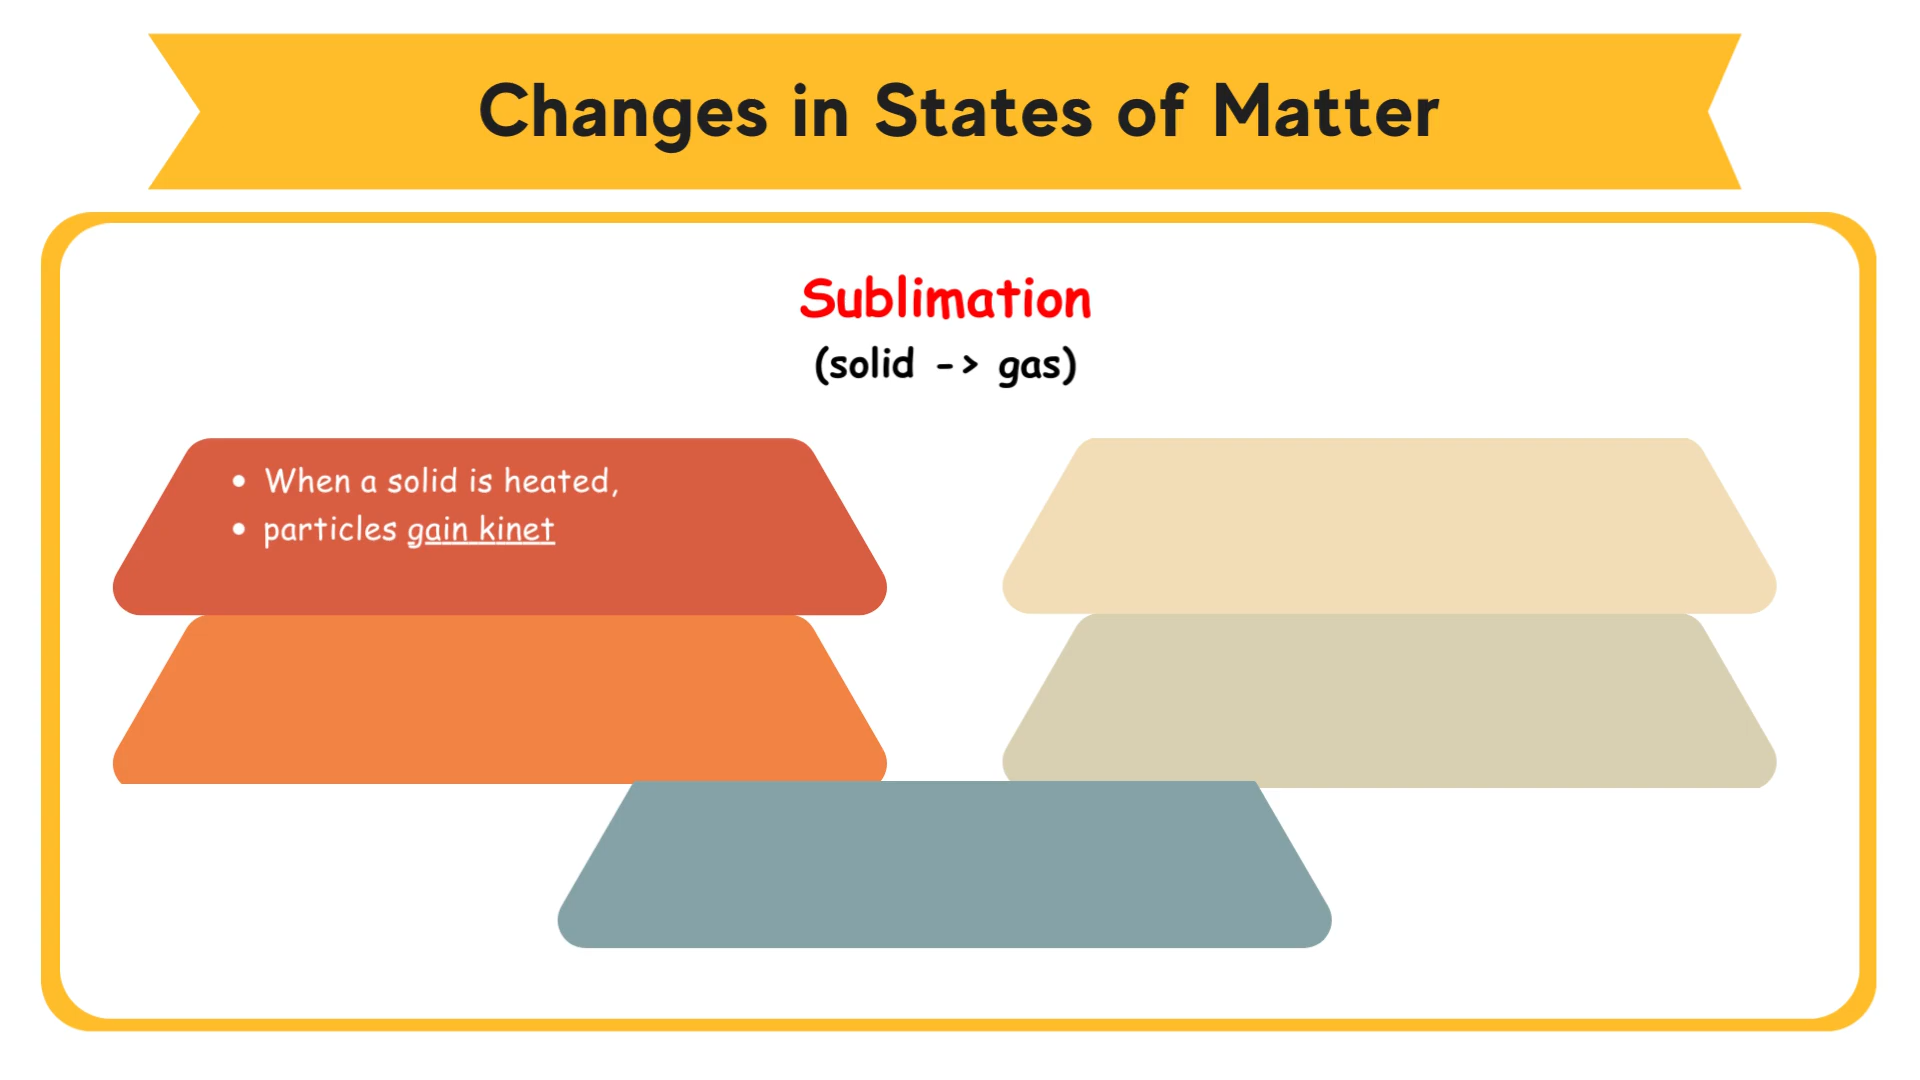 Changes in States of Matter
Sublimation
(solid -> gas)
• When a solid is heated,
• particles gain kinet